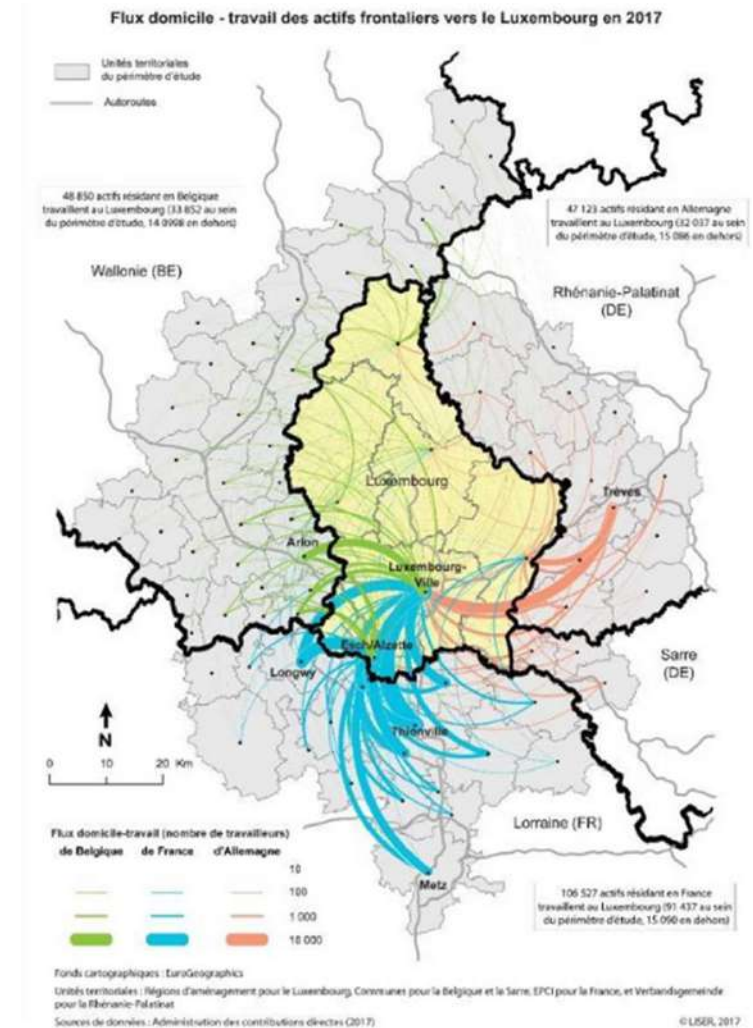 Flux domicile - travail des actifs frontaliers vers le Luxembourg en 2017
Unités territoriales
du périmètre d'étude
Autoroutes
48 850 actifs résidant en Belgique
travaillent au Luxembourg (33 852 au sein
du périmètre d'étude, 14 0998 en dehors)
47 123 actifs résidant en Allemagne
travaillent au Luxembourg (32 037 au sein
du périmètre d'étude, 15 086 en dehors)
Wallonie (BE)
Rhénanie-Palatinat
(DE)
Luxembourg
Trèves
Arlon
Luxembourg-
Ville
Esch/Alzette
Longwy
Sarre
(DE)
N
Thionville
0 10 20 Km
Lorraine (FR)
Flux domicile-travail (nombre de travailleurs)
de Belgique de France d'Allemagne
10
100
1 000
10 000
Metz
106 527 actifs résidant en France
travaillent au Luxembourg (91 437 au sein
du périmètre d'étude, 15 090 en dehors)
Fonds cartographiques : EuroGeographics
Unités territoriales : Régions d'aménagement pour le Luxembourg, Communes pour la Belgique et la Sarre, EPCI pour la France, et Verbandsgemeinde
pour la Rhénanie-Palatinat
Sources de données : Administration des contributions directes (2017)
© LISER, 2017